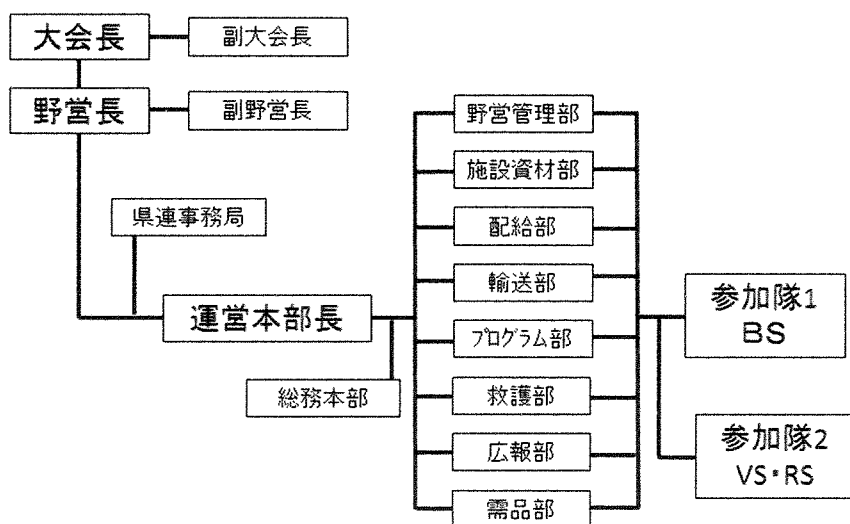 大会長
副大会長
野営長
副野営長
県連事務局
運営本部長
総務本部
野営管理部
施設資材部
配給部
輸送部
プログラム部
救護部
広報部
需品部
参加隊1
BS
参加隊2
VS・RS